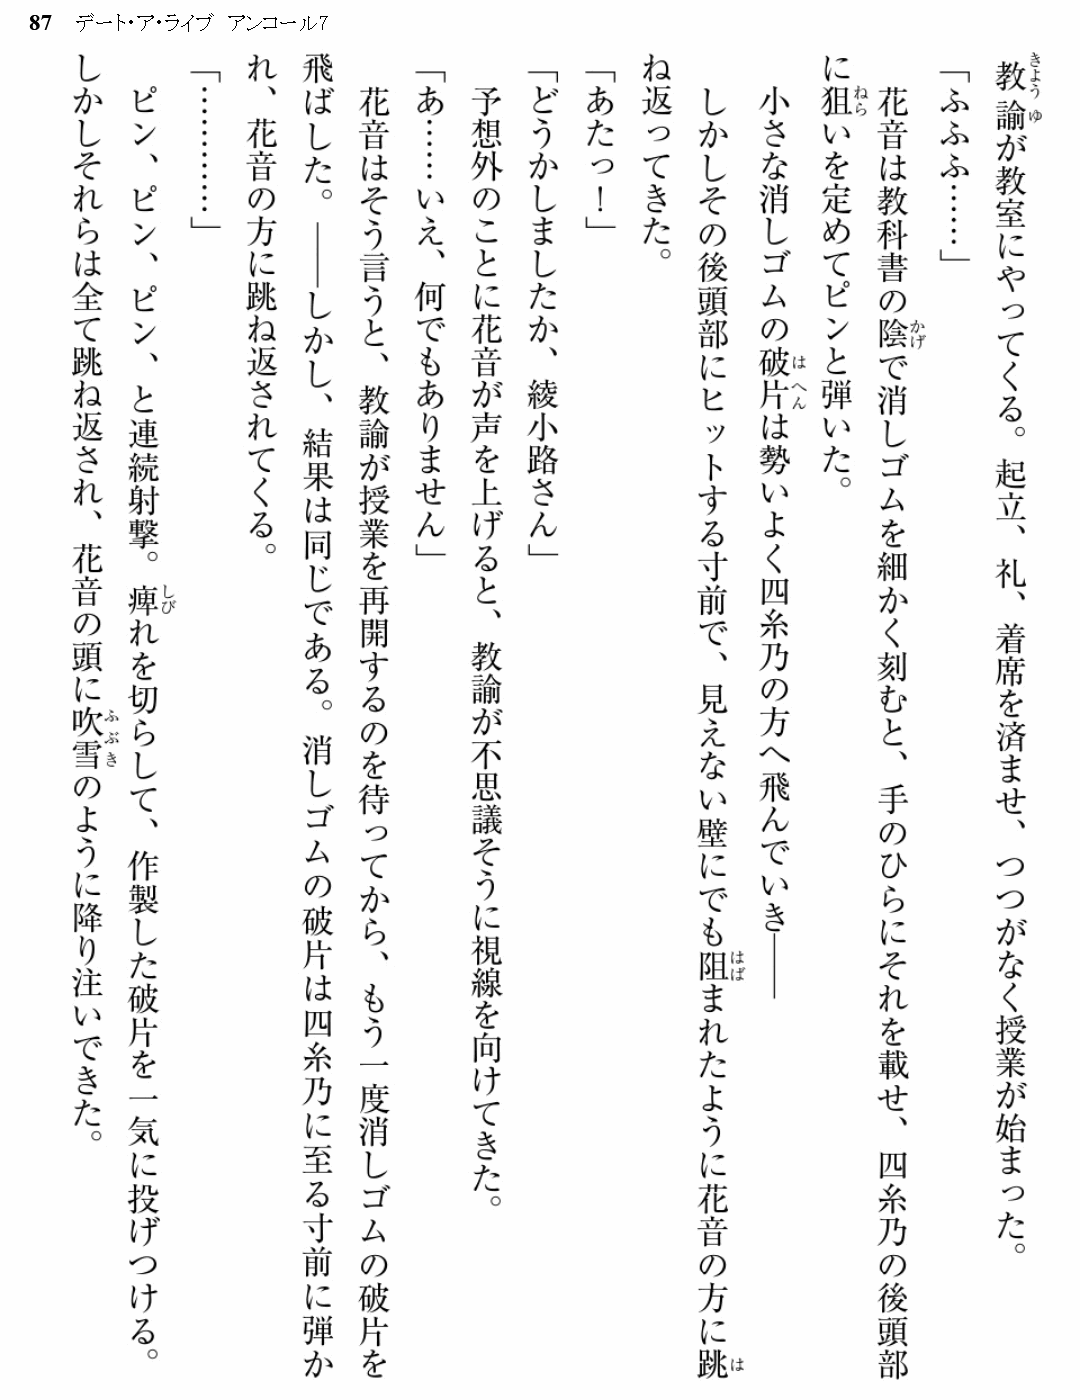 87 デート・ア・ライブ アンコール7
教諭が教室にやってくる。起立、礼、着席を済ませ、つつがなく授業が始まった。
「ふふふ……」
花音は教科書の陰で消しゴムを細かく刻むと、手のひらにそれを載せ、四糸乃の後頭部
に狙いを定めてピンと弾いた。
小さな消しゴムの破片は勢いよく四糸乃の方へ飛んでいき――
しかしその後頭部にヒットする寸前で、見えない壁にでも阻まれたように花音の方に跳
ね返ってきた。
「あたっ！」
「どうかしましたか、綾小路さん」
予想外のことに花音が声を上げると、教諭が不思議そうに視線を向けてきた。
「あ……いえ、何でもありません」
花音はそう言うと、教諭が授業を再開するのを待ってから、もう一度消しゴムの破片を
飛ばした。――しかし、結果は同じである。消しゴムの破片は四糸乃に至る寸前に弾か
れ、花音の方に跳ね返されてくる。
「…………」
ピン、ピン、ピン、と連続射撃。痺れを切らして、作製した破片を一気に投げつける。
しかしそれらは全て跳ね返され、花音の頭に吹雪のように降り注いできた。